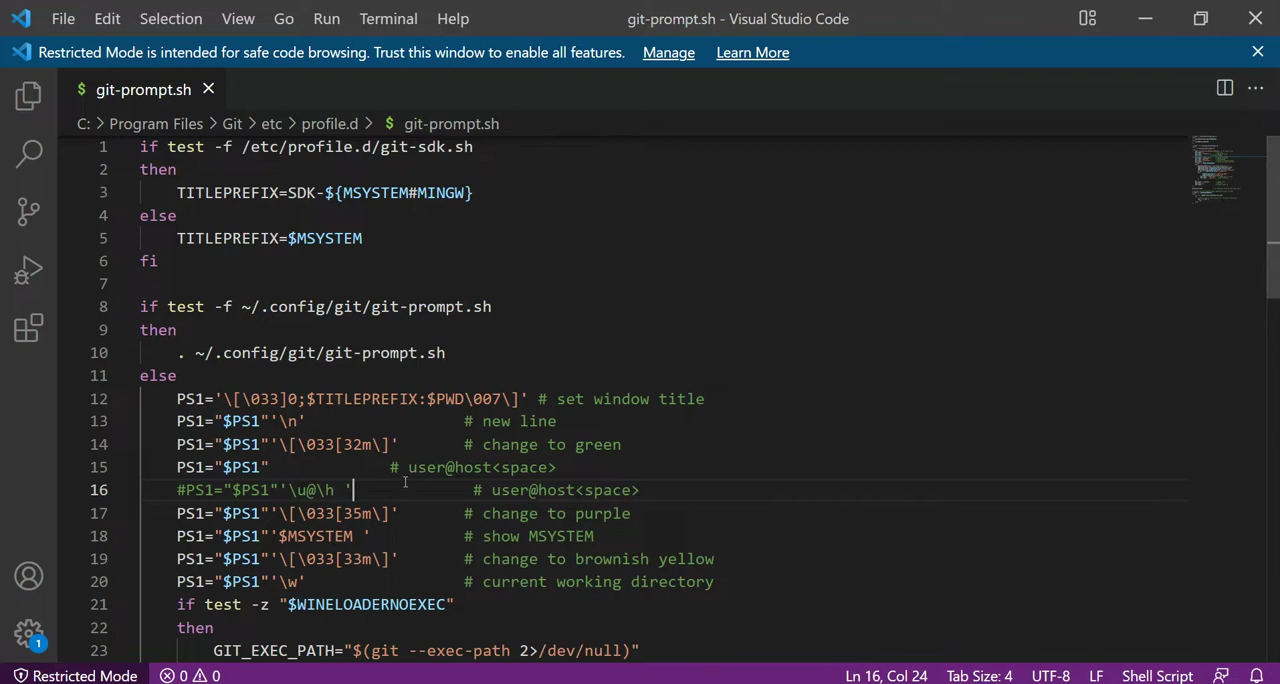 File Edit Selection View Go Run Terminal Help git-prompt.sh - Visual Studio Code
Restricted Mode is intended for safe code browsing. Trust this window to enable all features. Manage Learn More
$ git-prompt.sh
C: > Program Files > Git > etc > profile.d > $ git-prompt.sh
1 if test -f /etc/profile.d/git-sdk.sh
2 then
3 TITLEPREFIX=SDK-${MSYSTEM#MINGW}
4 else
5 TITLEPREFIX=$MSYSTEM
6 fi
7
8 if test -f ~/.config/git/git-prompt.sh
9 then
10 . ~/.config/git/git-prompt.sh
11 else
12 PS1='\[\033]0;$TITLEPREFIX:$PWD\007\]' # set window title
13 PS1="$PS1"'\n' # new line
14 PS1="$PS1"'\[\033[32m\]' # change to green
15 PS1="$PS1" # user@host<space>
16 #PS1="$PS1"'\u@\h ' # user@host<space>
17 PS1="$PS1"'\[\033[35m\]' # change to purple
18 PS1="$PS1"'$MSYSTEM ' # show MSYSTEM
19 PS1="$PS1"'\[\033[33m\]' # change to brownish yellow
20 PS1="$PS1"'\w' # current working directory
21 if test -z "$WINELOADERNOEXEC"
22 then
23 GIT_EXEC_PATH="$(git --exec-path 2>/dev/null)"
1
Restricted Mode 0 0 Ln 16, Col 24 Tab Size: 4 UTF-8 LF Shell Script